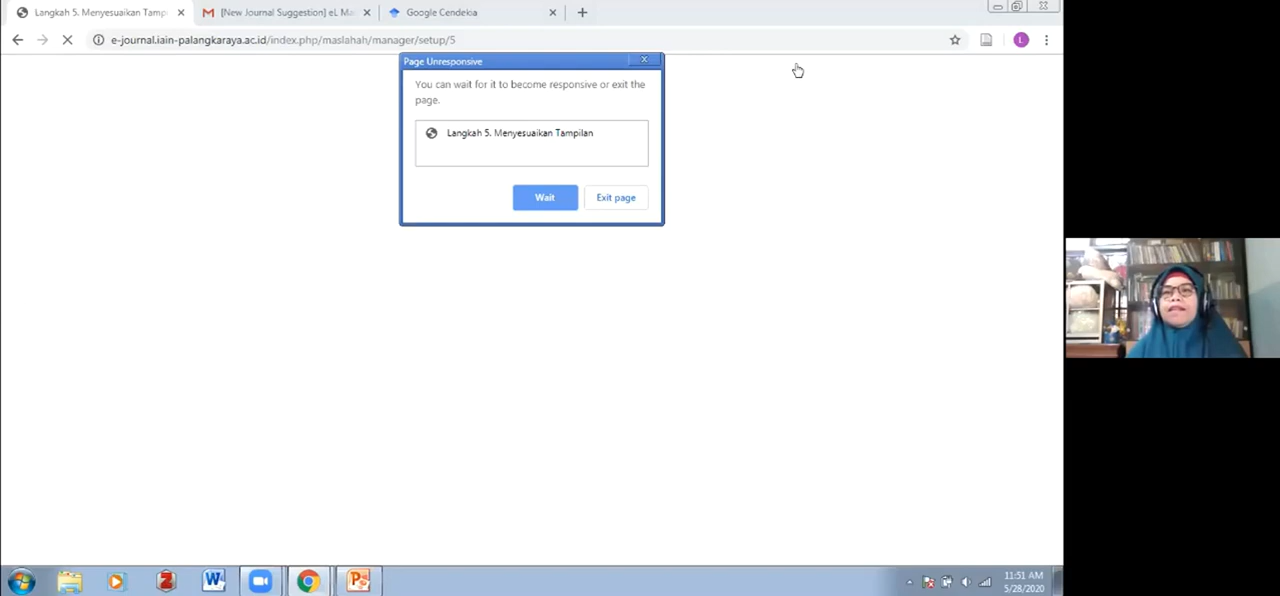 Langkah 5. Menyesuaikan Tamp
[New Journal Suggestion] eL Ma
Google Cendekia
e-journal.iain-palangkaraya.ac.id/index.php/maslahah/manager/setup/5
L
Page Unresponsive
You can wait for it to become responsive or exit the
page.
Langkah 5. Menyesuaikan Tampilan
Wait
Exit page
11:51 AM
5/28/2020